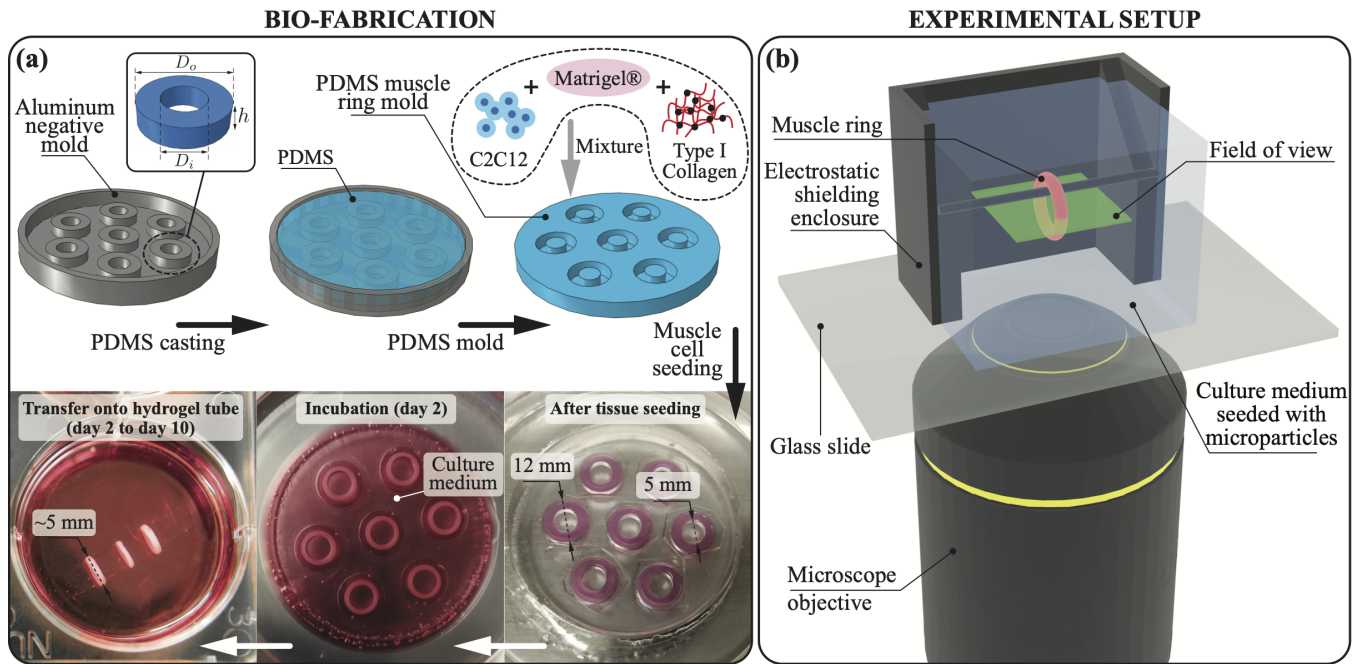 BIO-FABRICATION
(a)
D_o
h
D_i
Aluminum
negative
mold
PDMS
PDMS muscle
ring mold
+
Matrigel®
+
C2C12
Mixture
Type I
Collagen
PDMS casting
PDMS mold
Muscle
cell
seeding
Transfer onto hydrogel tube
(day 2 to day 10)
~5 mm
Incubation (day 2)
Culture
medium
After tissue seeding
12 mm
5 mm
EXPERIMENTAL SETUP
(b)
Muscle ring
Electrostatic
shielding
enclosure
Field of view
Glass slide
Culture medium
seeded with
microparticles
Microscope
objective